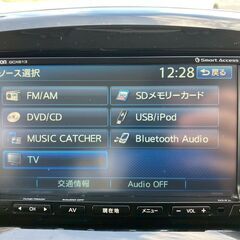 GCX613
Smart Access
ソース選択
12:28
戻る
FM/AM
SDメモリーカード
DVD/CD
USB/iPod
MUSIC CATCHER
Bluetooth Audio
TV
交通情報
AUDIO OFF
CH
AV
現在地
メニュー
VOL